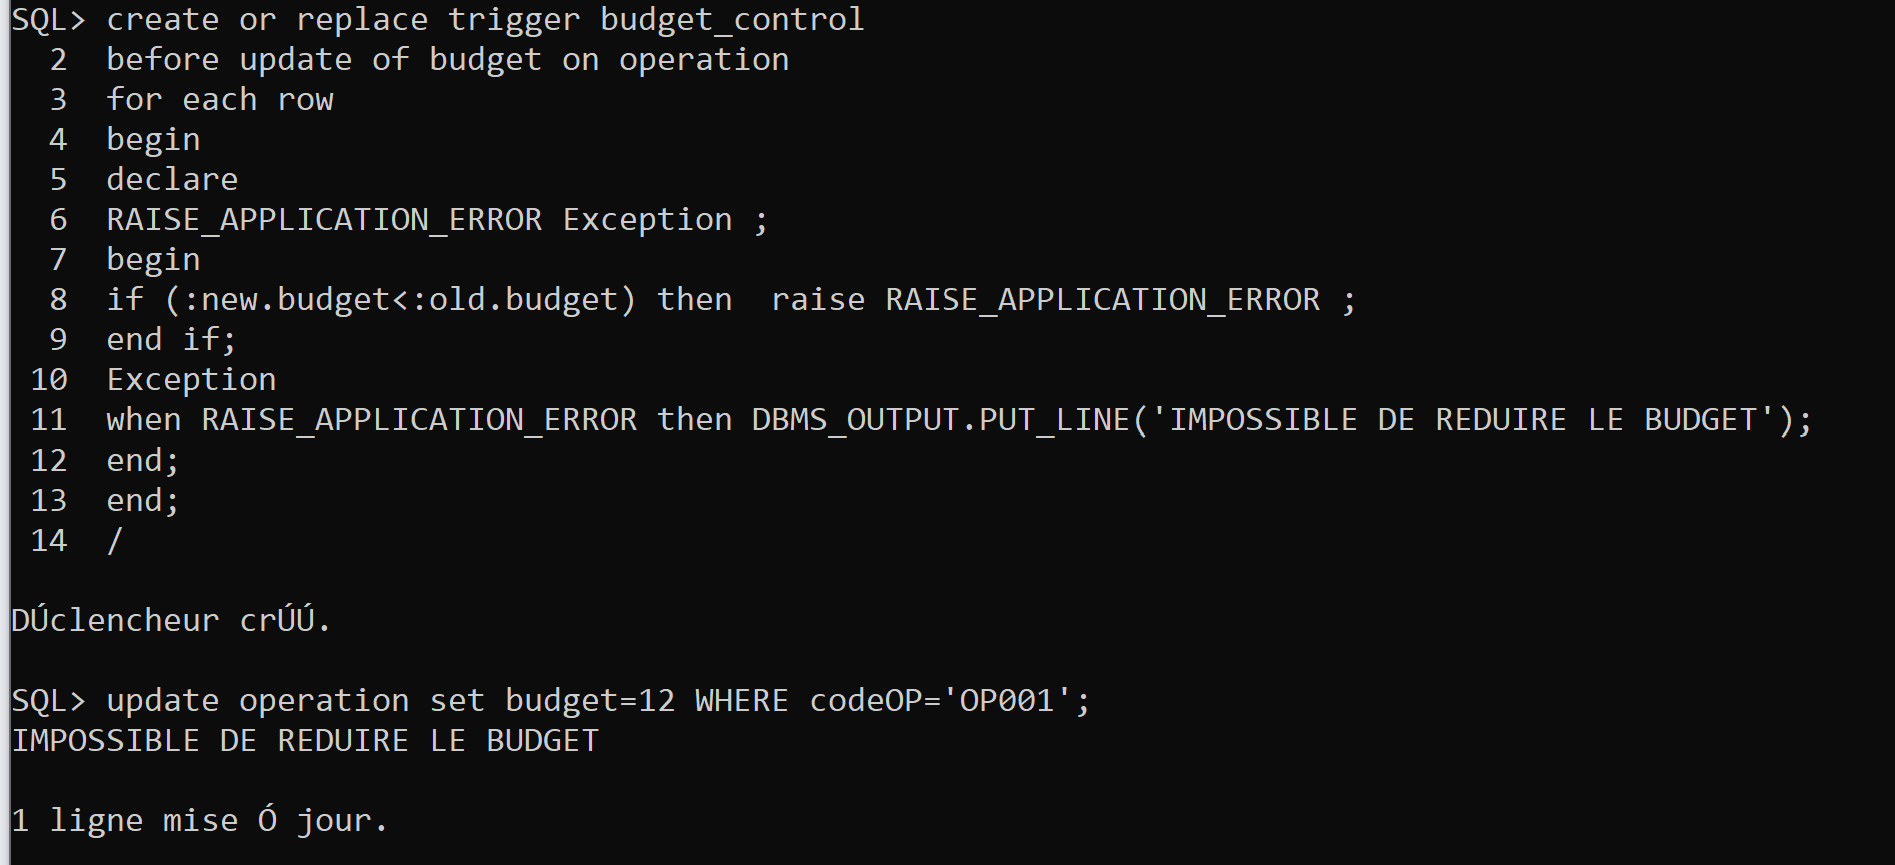 SQL> create or replace trigger budget_control
2 before update of budget on operation
3 for each row
4 begin
5 declare
6 RAISE_APPLICATION_ERROR Exception ;
7 begin
8 if (:new.budget<:old.budget) then  raise RAISE_APPLICATION_ERROR ;
9 end if;
10 Exception
11 when RAISE_APPLICATION_ERROR then DBMS_OUTPUT.PUT_LINE('IMPOSSIBLE DE REDUIRE LE BUDGET');
12 end;
13 end;
14 /
DÚclencheur crÚÚ.
SQL> update operation set budget=12 WHERE codeOP='OP001';
IMPOSSIBLE DE REDUIRE LE BUDGET
1 ligne mise Ó jour.